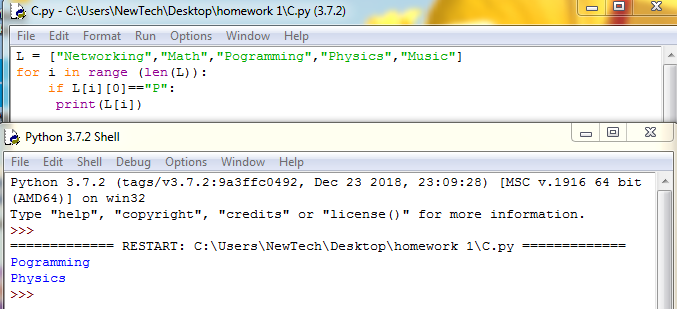 C.py - C:\Users\NewTech\Desktop\homework 1\C.py (3.7.2)
File Edit Format Run Options Window Help
L = ["Networking","Math","Pogramming","Physics","Music"]
for i in range (len(L)):
    if L[i][0]=="P":
     print(L[i])
Python 3.7.2 Shell
File Edit Shell Debug Options Window Help
Python 3.7.2 (tags/v3.7.2:9a3ffc0492, Dec 23 2018, 23:09:28) [MSC v.1916 64 bit
(AMD64)] on win32
Type "help", "copyright", "credits" or "license()" for more information.
>>>
============= RESTART: C:\Users\NewTech\Desktop\homework 1\C.py =============
Pogramming
Physics
>>>